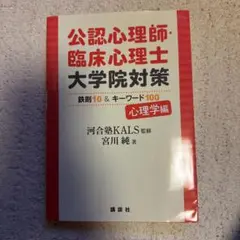 公認心理師・
臨床心理士
大学院対策
鉄則10&キーワード100
心理学編
河合塾KALS 監修
宮川 純 著
講談社